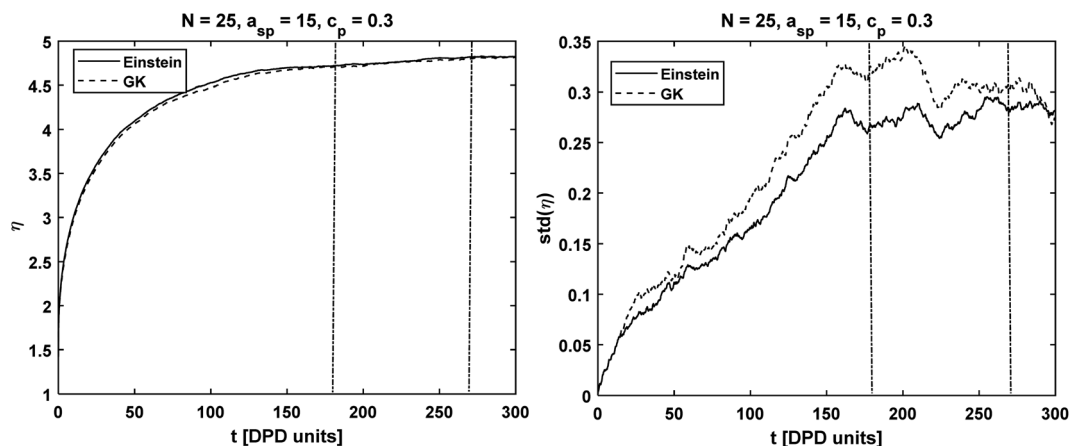 N = 25, a_sp = 15, c_p = 0.3
5
4.5
4
3.5
3
2.5
2
1.5
1
η
Einstein
GK
0 50 100 150 200 250 300
t [DPD units]
N = 25, a_sp = 15, c_p = 0.3
0.35
0.3
0.25
0.2
0.15
0.1
0.05
0
std(η)
Einstein
GK
0 50 100 150 200 250 300
t [DPD units]